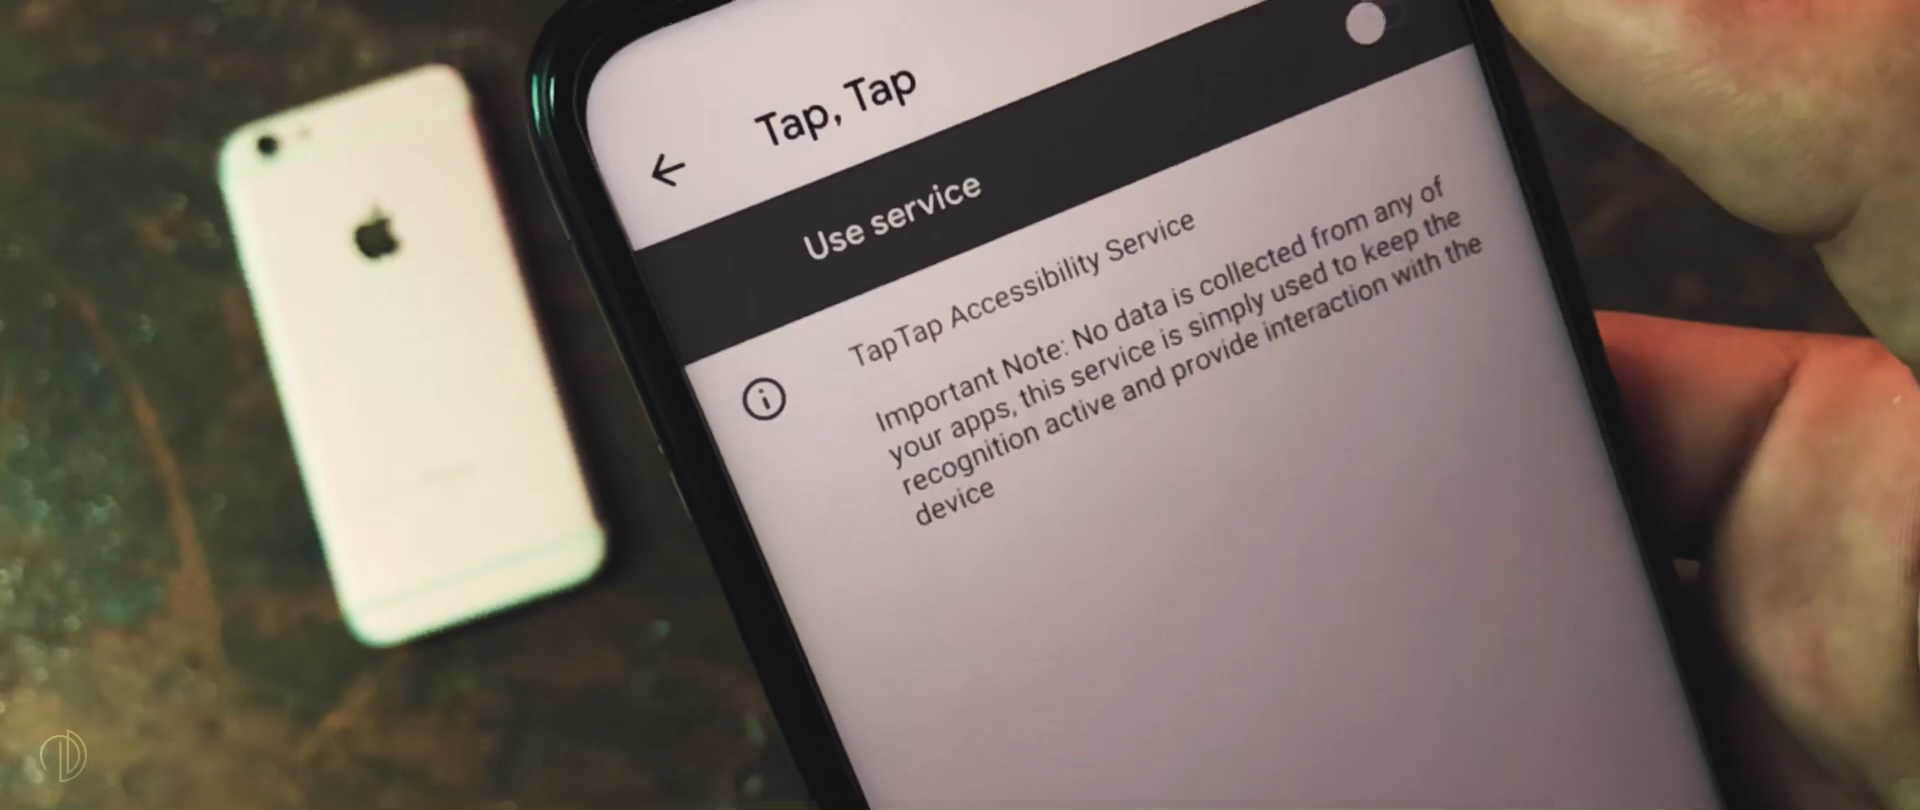 Tap, Tap
Use service
TapTap Accessibility Service
Important Note: No data is collected from any of
your apps, this service is simply used to keep the
recognition active and provide interaction with the
device